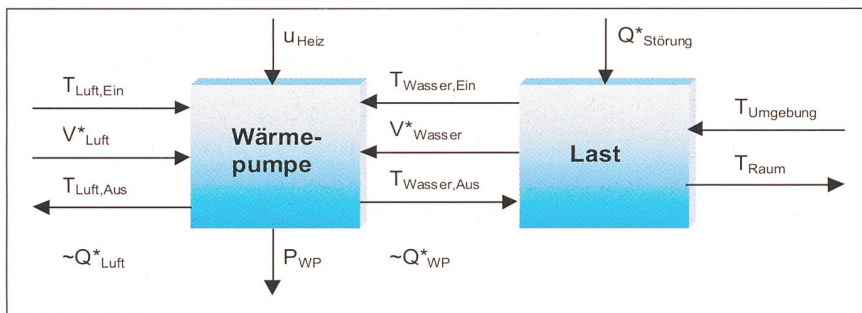 u_Heiz
Q*_Störung
T_Luft,Ein
T_Wasser,Ein
T_Umgebung
V*_Luft
Wärme-
pumpe
V*_Wasser
Last
T_Raum
T_Luft,Aus
T_Wasser,Aus
~Q*_Luft
P_WP
~Q*_WP